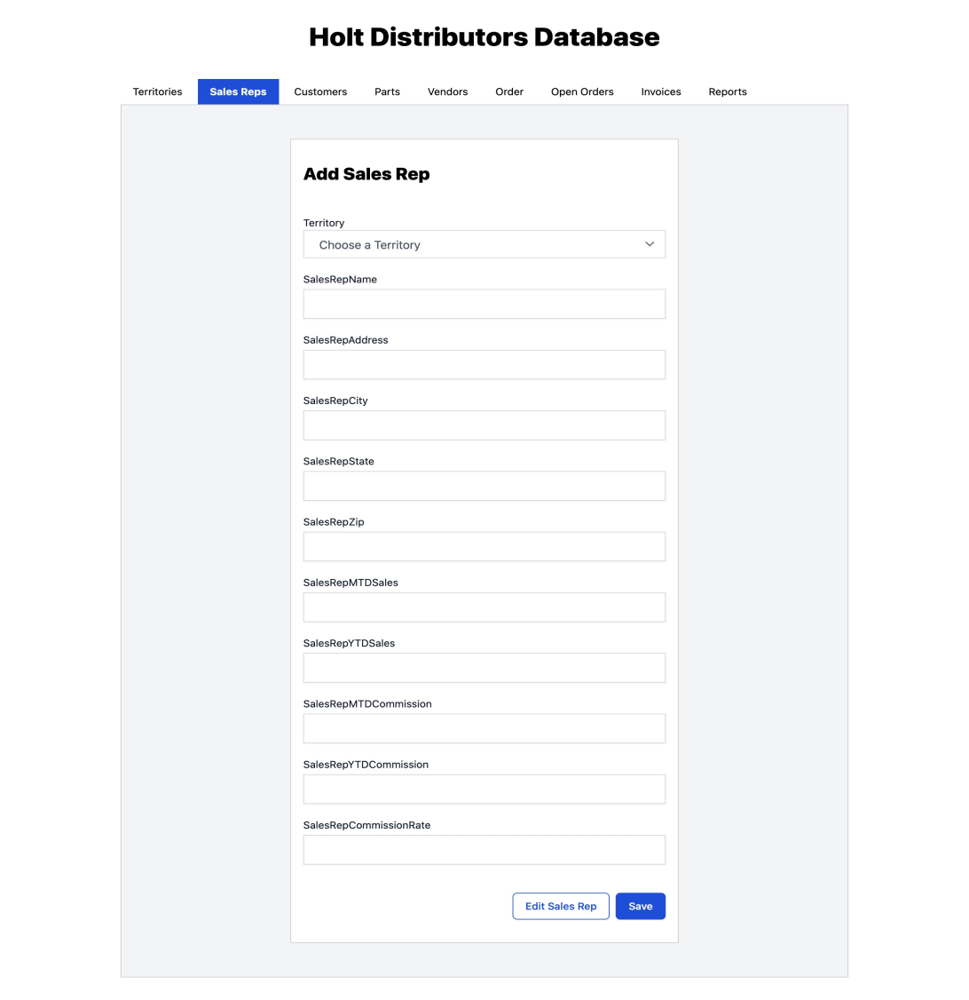 Holt Distributors Database
Territories Sales Reps Customers Parts Vendors Order Open Orders Invoices Reports
Add Sales Rep
Territory
Choose a Territory
SalesRepName
SalesRepAddress
SalesRepCity
SalesRepState
SalesRepZip
SalesRepMTDSales
SalesRepYTDSales
SalesRepMTDCommission
SalesRepYTDCommission
SalesRepCommissionRate
Edit Sales Rep Save